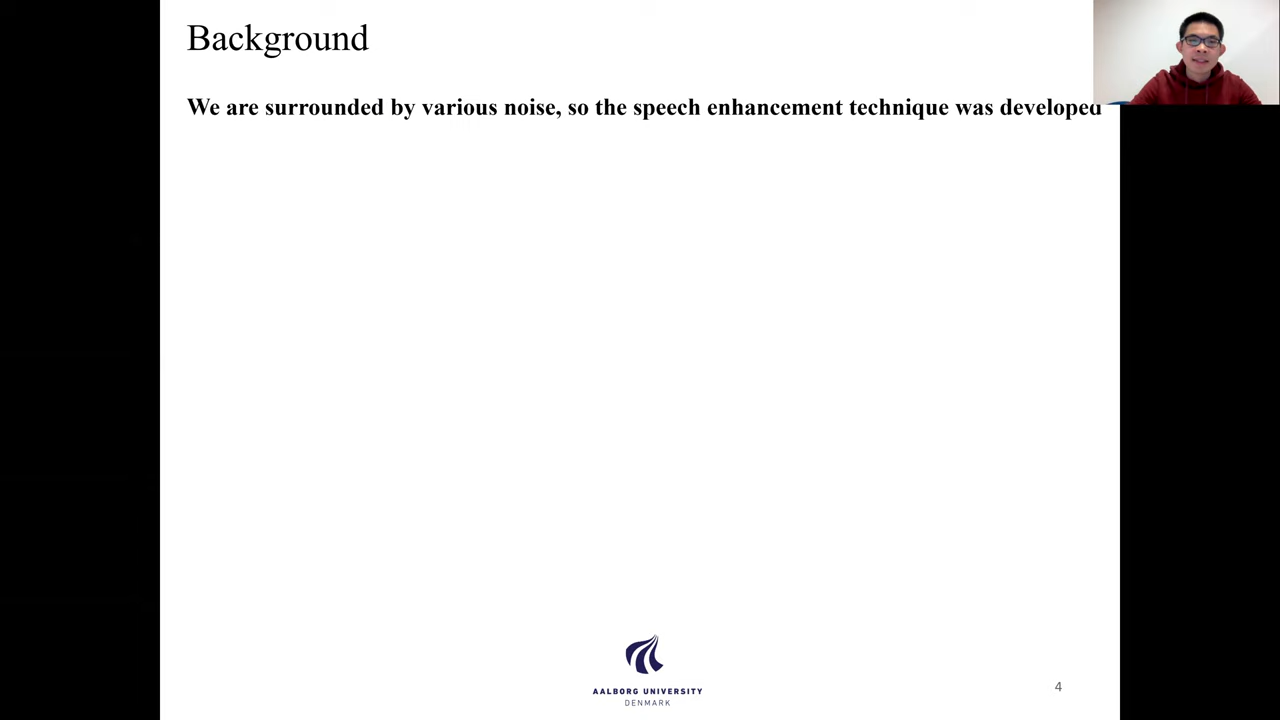 Background
We are surrounded by various noise, so the speech enhancement technique was developed
AALBORG UNIVERSITY
DENMARK
4